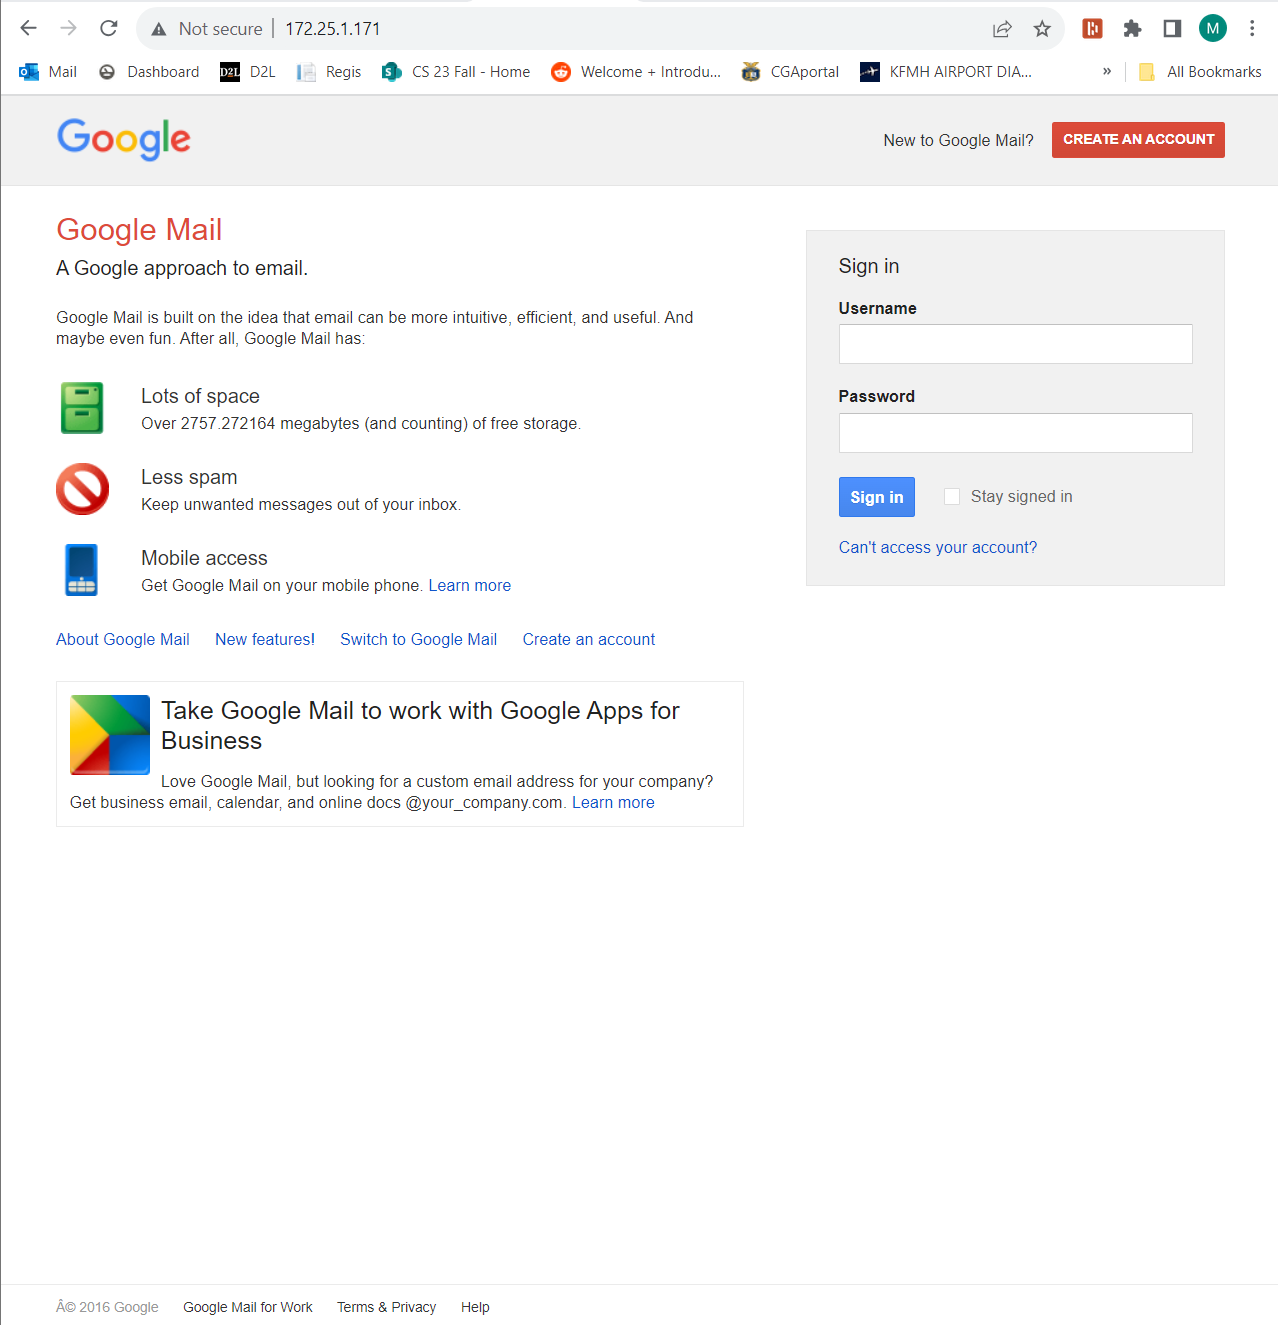 Not secure | 172.25.1.171
M
Mail Dashboard D2L D2L Regis CS 23 Fall - Home Welcome + Introdu... CGAportal KFMH AIRPORT DIA... » All Bookmarks
Google
New to Google Mail? CREATE AN ACCOUNT
Google Mail
A Google approach to email.
Google Mail is built on the idea that email can be more intuitive, efficient, and useful. And
maybe even fun. After all, Google Mail has:
Lots of space
Over 2757.272164 megabytes (and counting) of free storage.
Less spam
Keep unwanted messages out of your inbox.
Mobile access
Get Google Mail on your mobile phone. Learn more
About Google Mail New features! Switch to Google Mail Create an account
Take Google Mail to work with Google Apps for
Business
Love Google Mail, but looking for a custom email address for your company?
Get business email, calendar, and online docs @your_company.com. Learn more
Sign in
Username
Password
Sign in Stay signed in
Can't access your account?
Â© 2016 Google Google Mail for Work Terms & Privacy Help